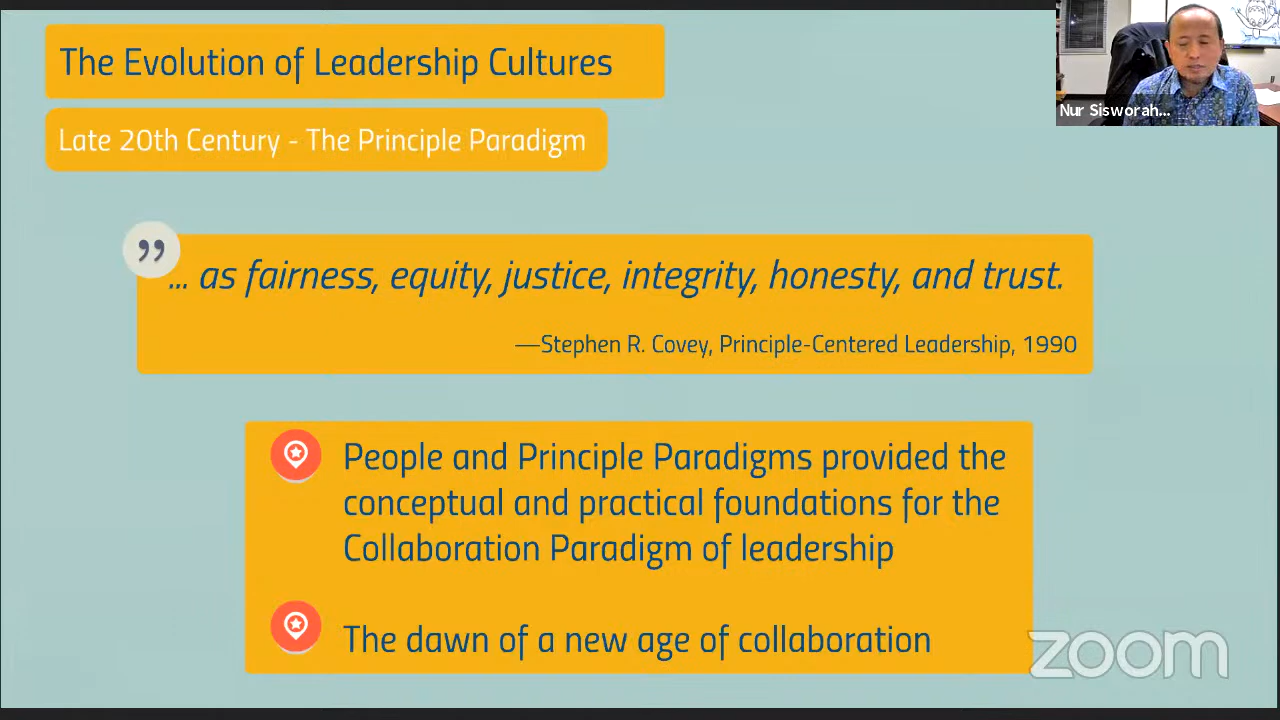 The Evolution of Leadership Cultures
Late 20th Century - The Principle Paradigm
”
... as fairness, equity, justice, integrity, honesty, and trust.
—Stephen R. Covey, Principle-Centered Leadership, 1990
People and Principle Paradigms provided the
conceptual and practical foundations for the
Collaboration Paradigm of leadership
The dawn of a new age of collaboration
Nur Sisworah...
zoom